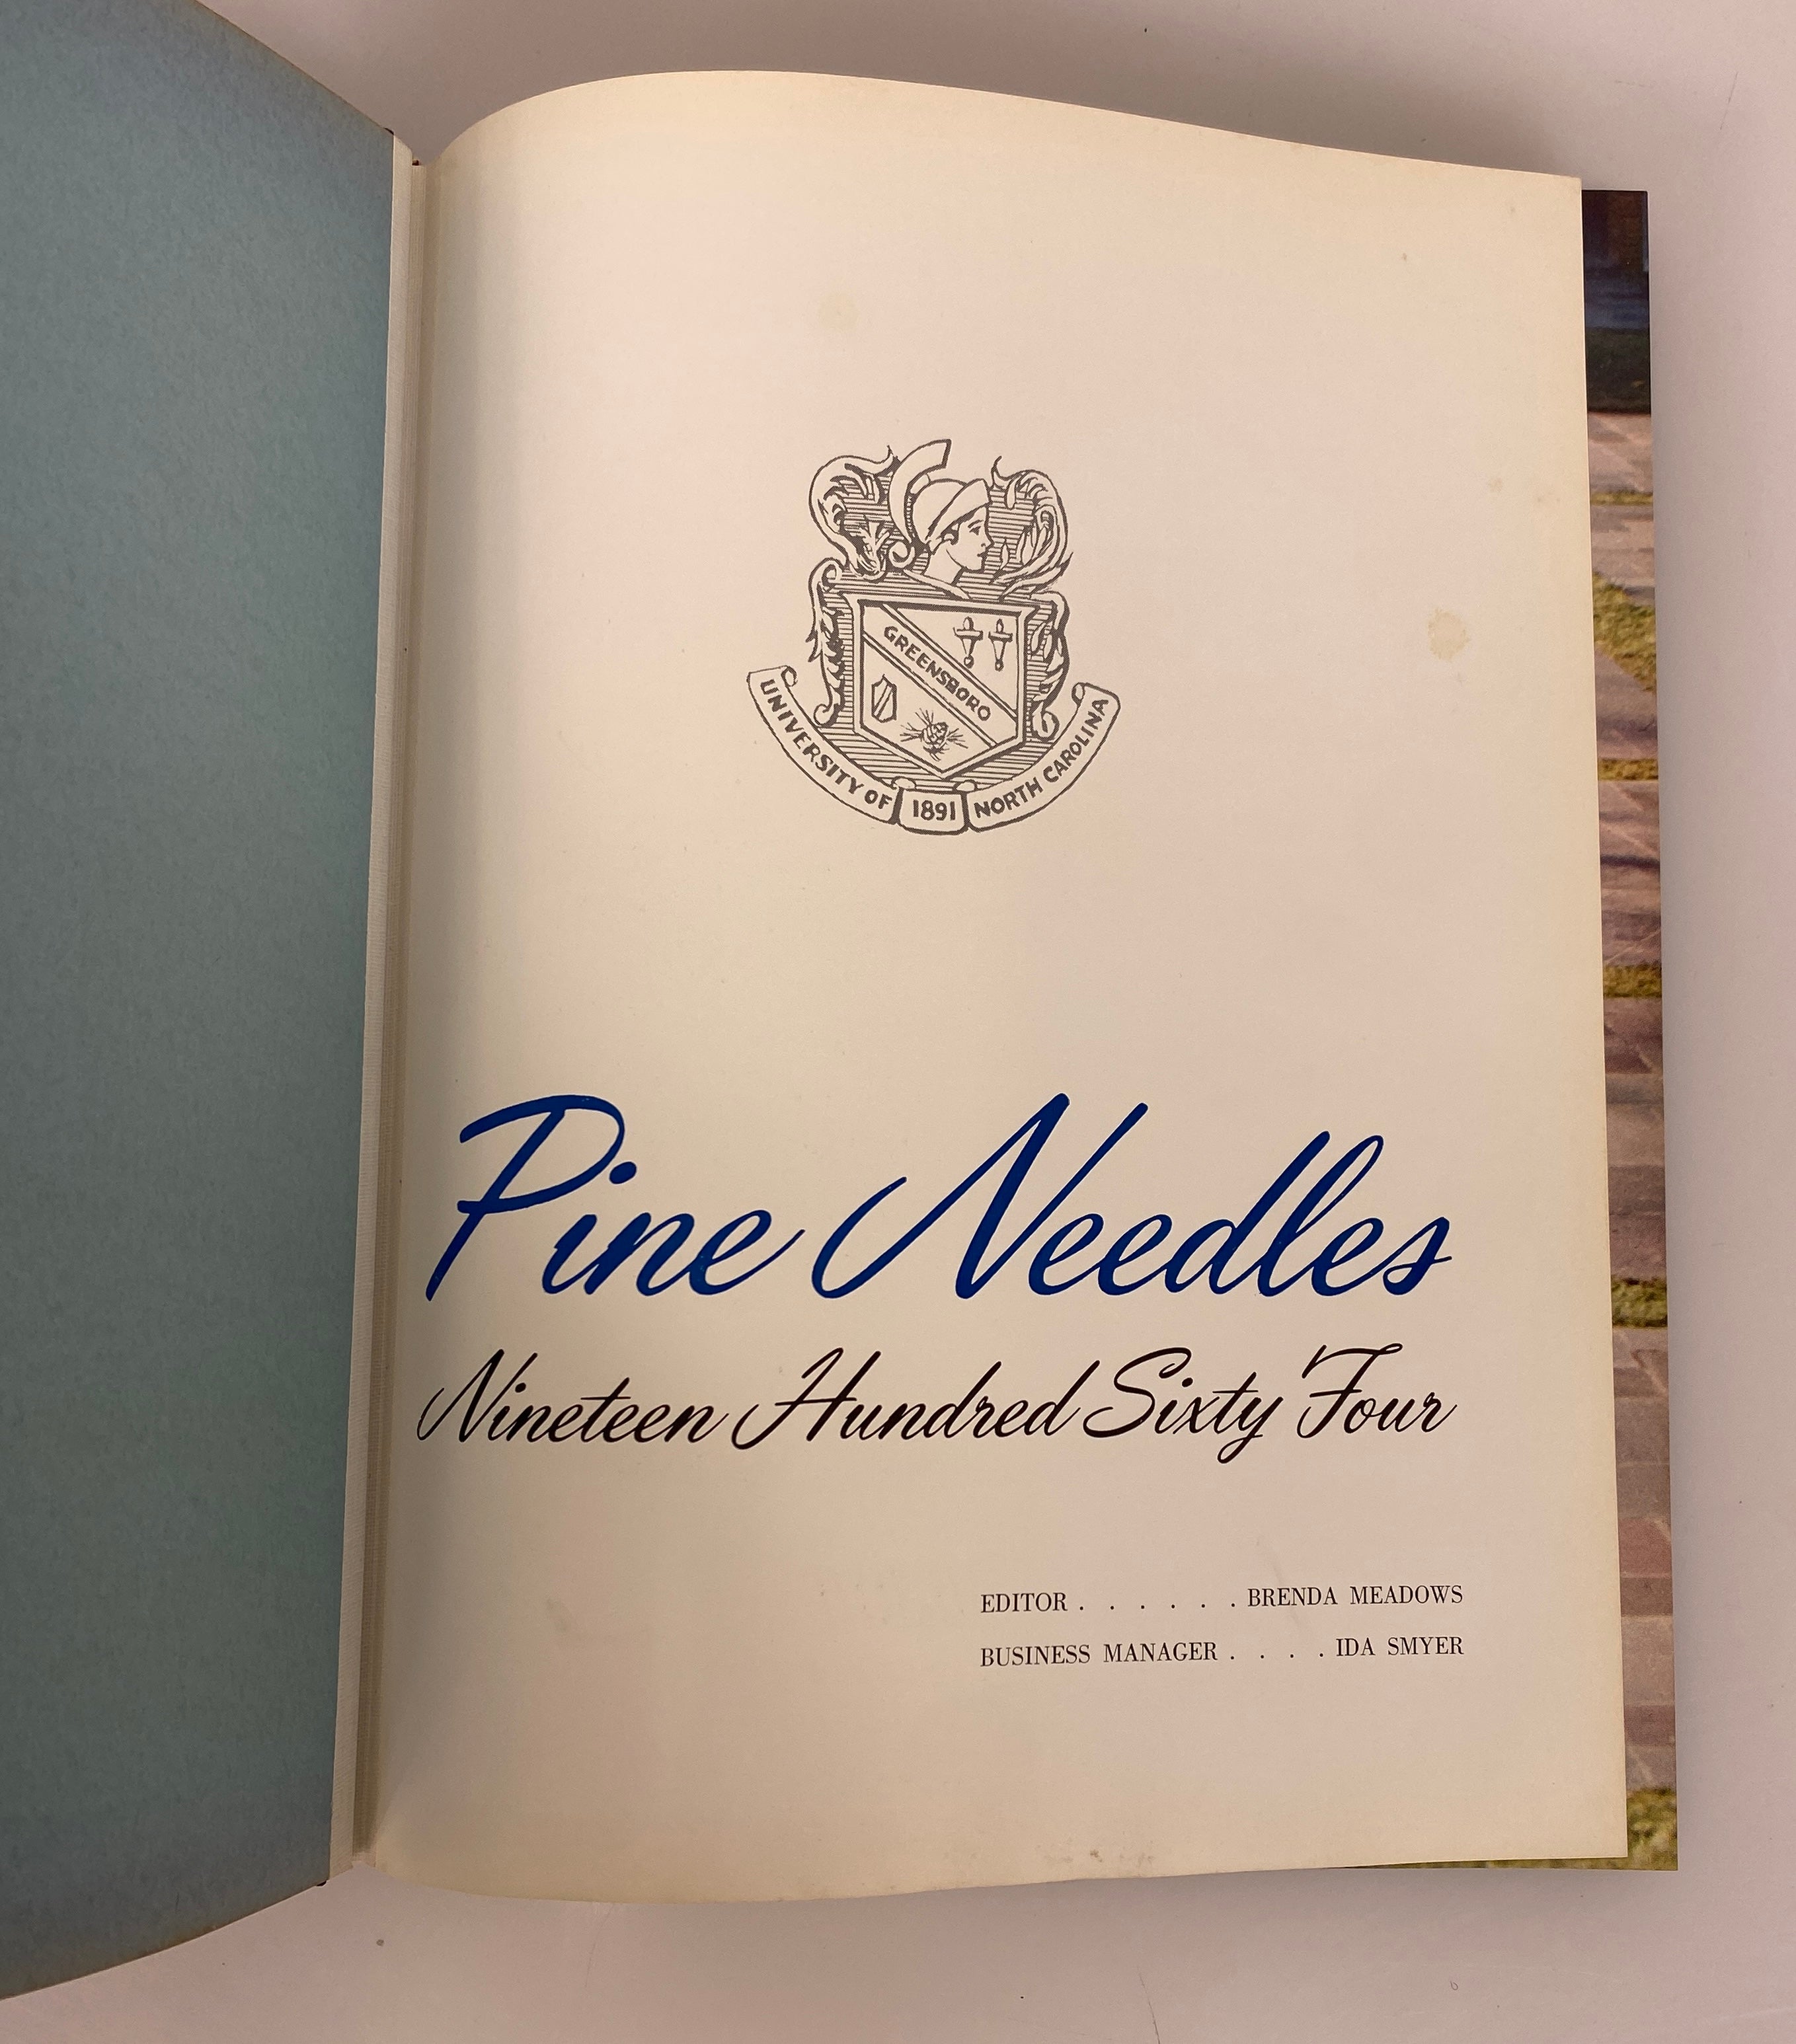 GREENSBORO
UNIVERSITY OF 1891 NORTH CAROLINA
Pine Needles
Nineteen Hundred Sixty Four
EDITOR . . . . . . BRENDA MEADOWS
BUSINESS MANAGER . . . . IDA SMYER